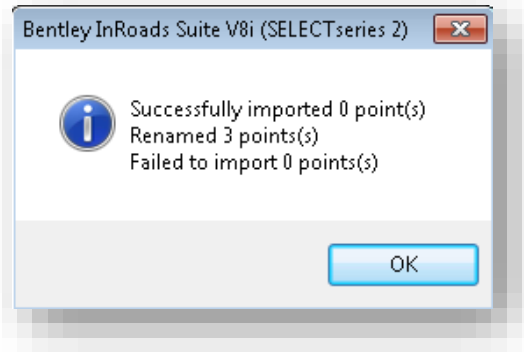 Bentley InRoads Suite V8i (SELECTseries 2)
Successfully imported 0 point(s)
Renamed 3 points(s)
Failed to import 0 points(s)
OK